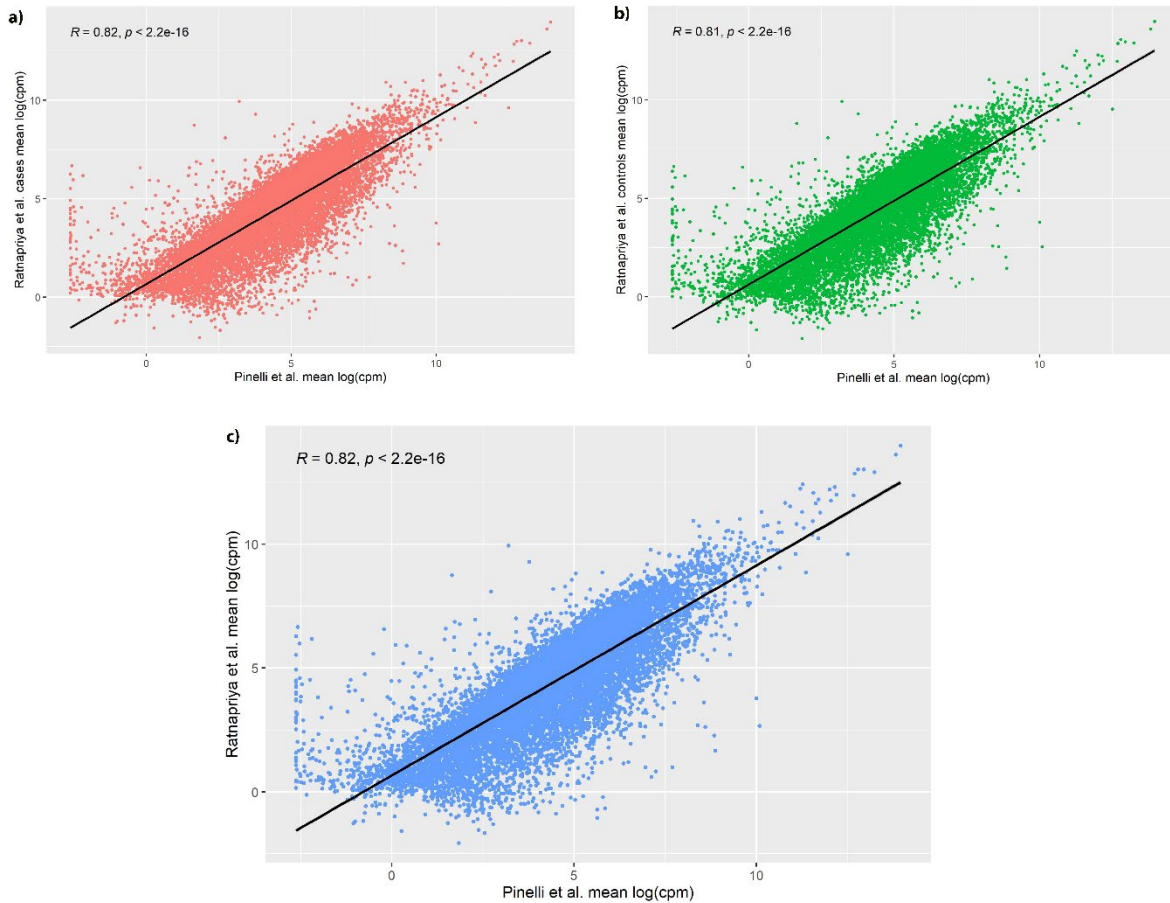 a)
R = 0.82, p < 2.2e-16
Ratnapriya et al. cases mean log(cpm)
10
5
0
0 5 10
Pinelli et al. mean log(cpm)
b)
R = 0.81, p < 2.2e-16
Ratnapriya et al. controls mean log(cpm)
10
5
0
0 5 10
Pinelli et al. mean log(cpm)
c)
R = 0.82, p < 2.2e-16
Ratnapriya et al. mean log(cpm)
10
5
0
0 5 10
Pinelli et al. mean log(cpm)